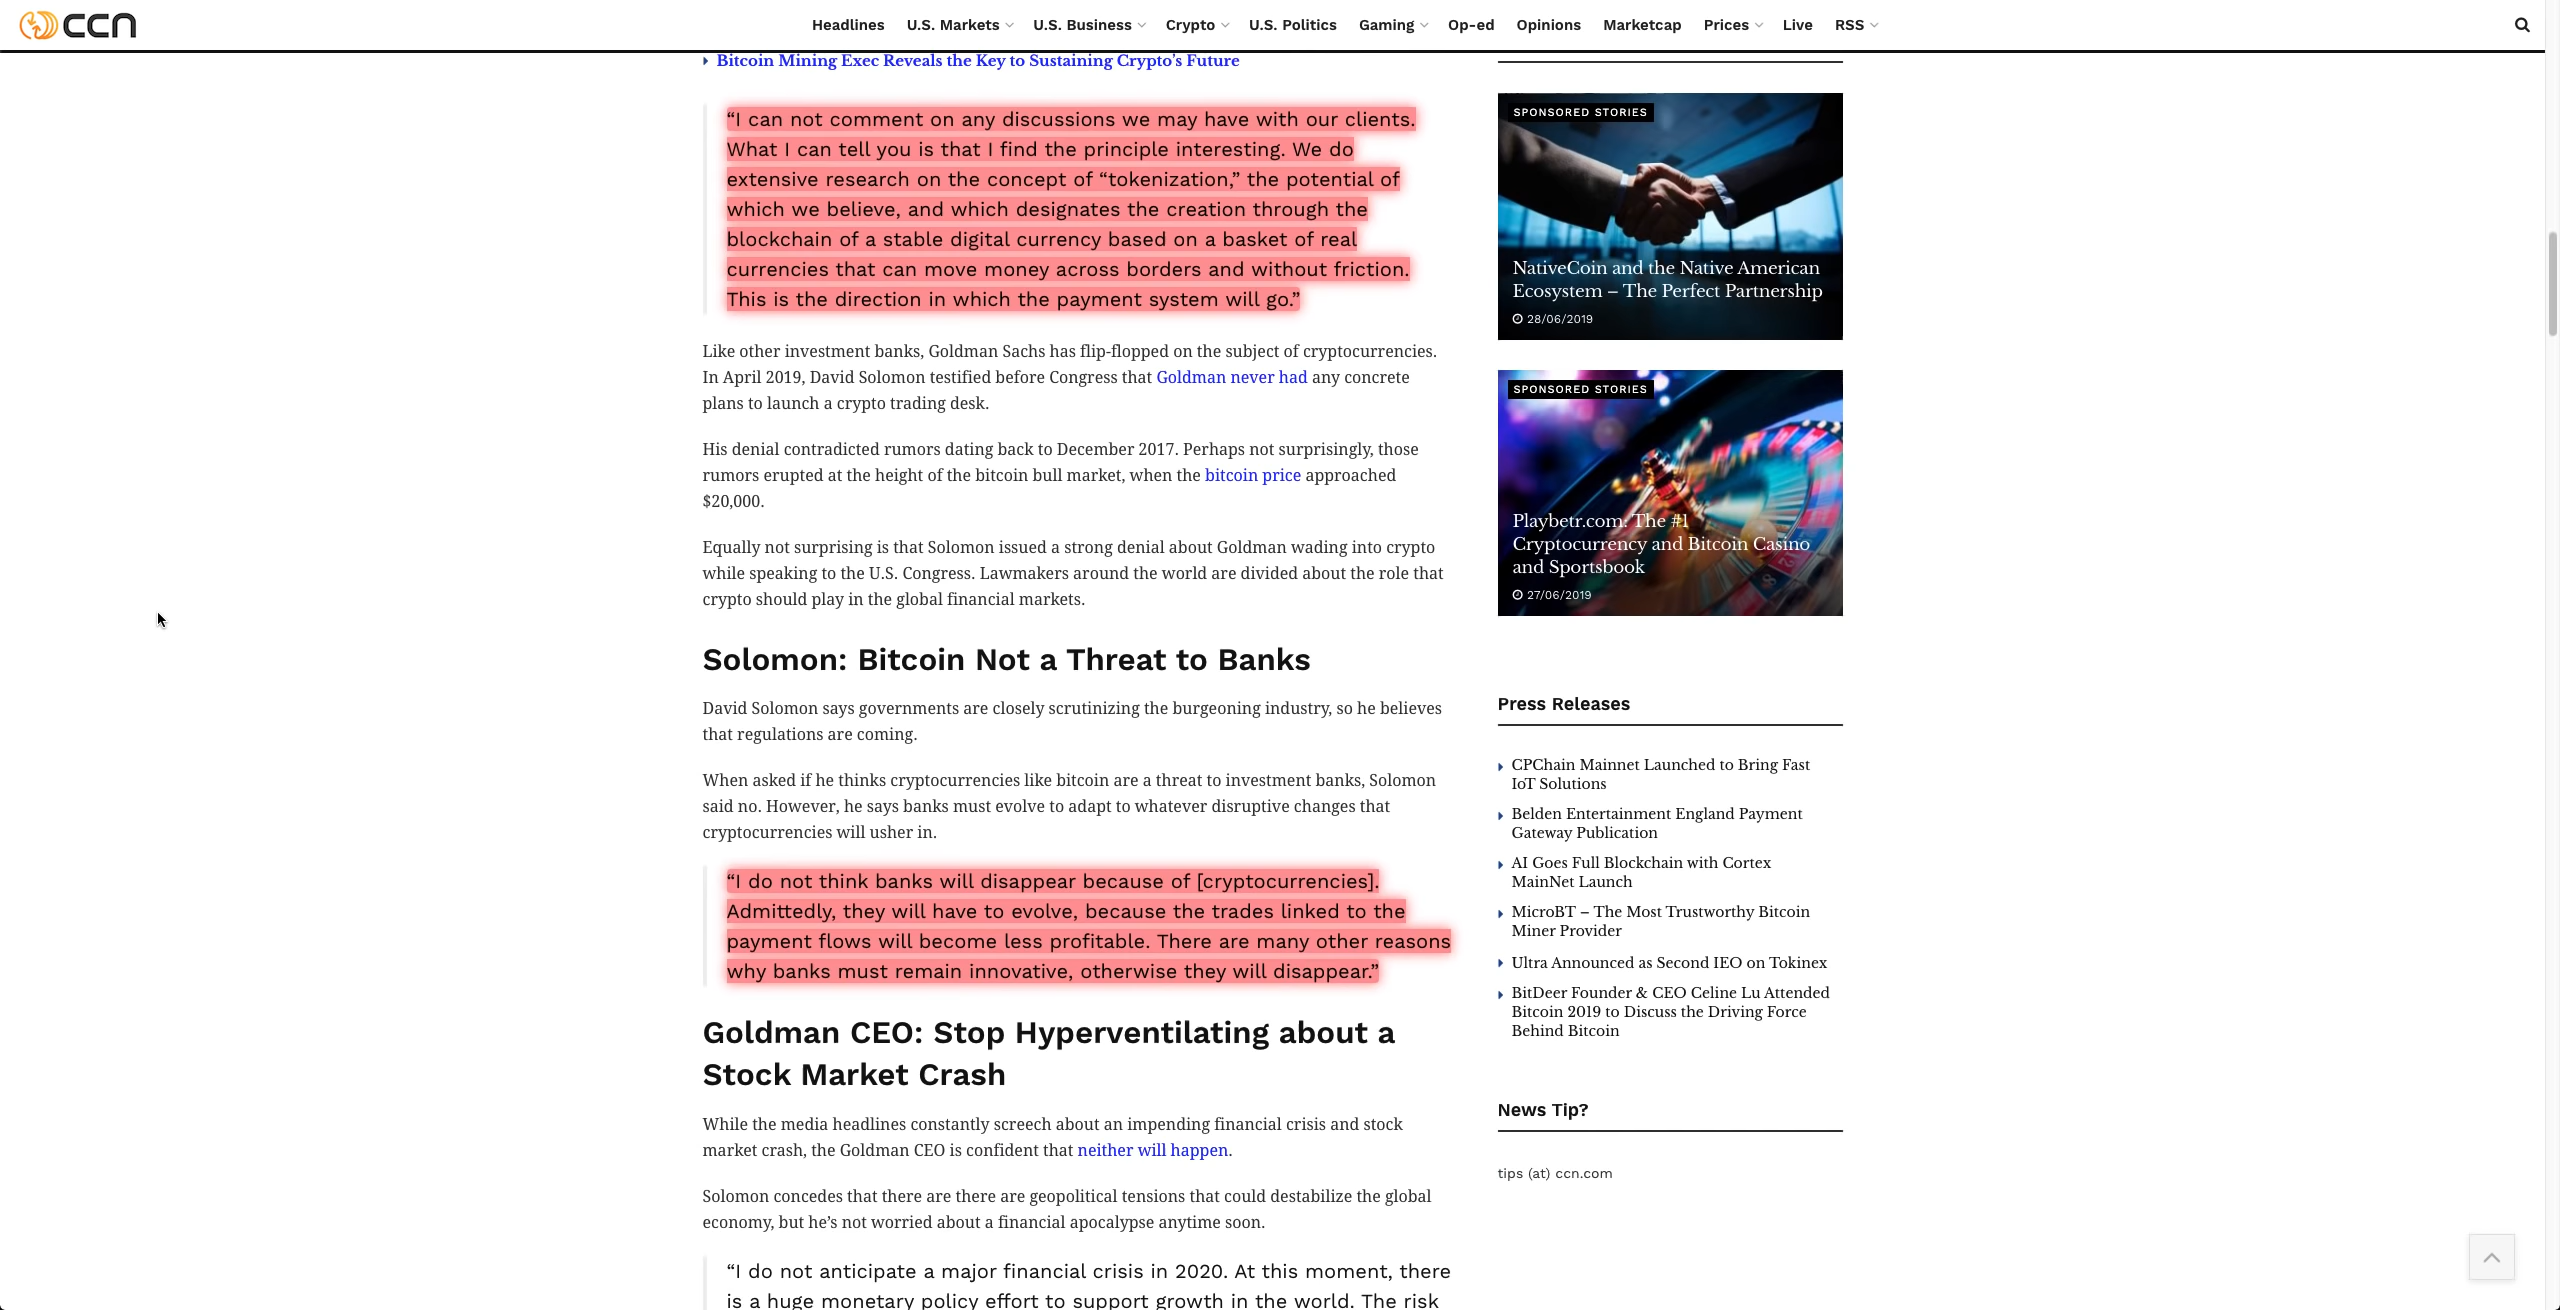 CCN
Headlines U.S. Markets U.S. Business Crypto U.S. Politics Gaming Op-ed Opinions Marketcap Prices Live RSS
Bitcoin Mining Exec Reveals the Key to Sustaining Crypto's Future
“I can not comment on any discussions we may have with our clients.
What I can tell you is that I find the principle interesting. We do
extensive research on the concept of “tokenization,” the potential of
which we believe, and which designates the creation through the
blockchain of a stable digital currency based on a basket of real
currencies that can move money across borders and without friction.
This is the direction in which the payment system will go.”
Like other investment banks, Goldman Sachs has flip-flopped on the subject of cryptocurrencies.
In April 2019, David Solomon testified before Congress that Goldman never had any concrete
plans to launch a crypto trading desk.
His denial contradicted rumors dating back to December 2017. Perhaps not surprisingly, those
rumors erupted at the height of the bitcoin bull market, when the bitcoin price approached
$20,000.
Equally not surprising is that Solomon issued a strong denial about Goldman wading into crypto
while speaking to the U.S. Congress. Lawmakers around the world are divided about the role that
crypto should play in the global financial markets.
Solomon: Bitcoin Not a Threat to Banks
David Solomon says governments are closely scrutinizing the burgeoning industry, so he believes
that regulations are coming.
When asked if he thinks cryptocurrencies like bitcoin are a threat to investment banks, Solomon
said no. However, he says banks must evolve to adapt to whatever disruptive changes that
cryptocurrencies will usher in.
“I do not think banks will disappear because of [cryptocurrencies].
Admittedly, they will have to evolve, because the trades linked to the
payment flows will become less profitable. There are many other reasons
why banks must remain innovative, otherwise they will disappear.”
Goldman CEO: Stop Hyperventilating about a
Stock Market Crash
While the media headlines constantly screech about an impending financial crisis and stock
market crash, the Goldman CEO is confident that neither will happen.
Solomon concedes that there are there are geopolitical tensions that could destabilize the global
economy, but he’s not worried about a financial apocalypse anytime soon.
“I do not anticipate a major financial crisis in 2020. At this moment, there
is a huge monetary policy effort to support growth in the world. The risk
SPONSORED STORIES
NativeCoin and the Native American
Ecosystem – The Perfect Partnership
28/06/2019
SPONSORED STORIES
Playbetr.com: The #1
Cryptocurrency and Bitcoin Casino
and Sportsbook
27/06/2019
Press Releases
CPChain Mainnet Launched to Bring Fast
IoT Solutions
Belden Entertainment England Payment
Gateway Publication
AI Goes Full Blockchain with Cortex
MainNet Launch
MicroBT – The Most Trustworthy Bitcoin
Miner Provider
Ultra Announced as Second IEO on Tokinex
BitDeer Founder & CEO Celine Lu Attended
Bitcoin 2019 to Discuss the Driving Force
Behind Bitcoin
News Tip?
tips (at) ccn.com